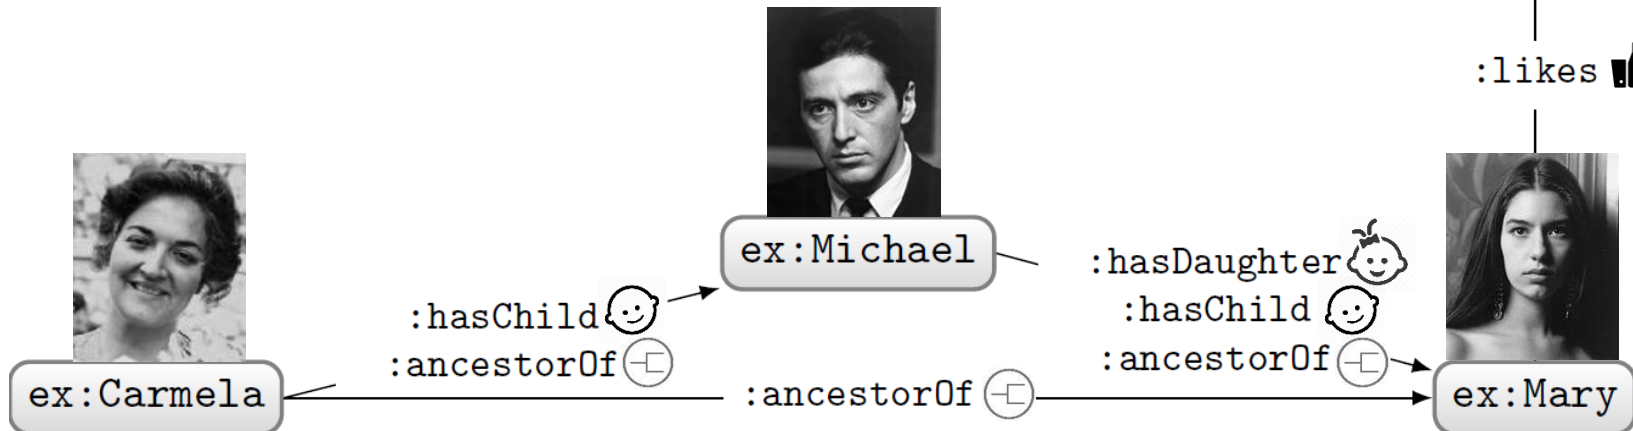 :likes
ex:Michael
:hasDaughter
:hasChild
:ancestorOf
:hasChild
:ancestorOf
ex:Carmela
:ancestorOf
ex:Mary